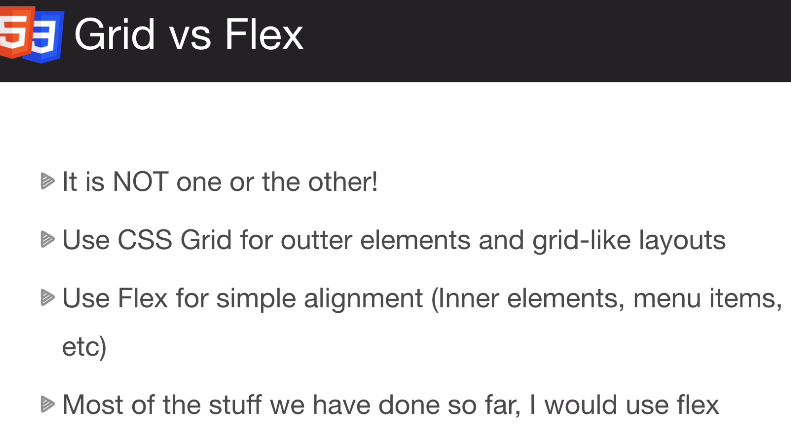 5 3 Grid vs Flex
It is NOT one or the other!
Use CSS Grid for outter elements and grid-like layouts
Use Flex for simple alignment (Inner elements, menu items,
etc)
Most of the stuff we have done so far, I would use flex